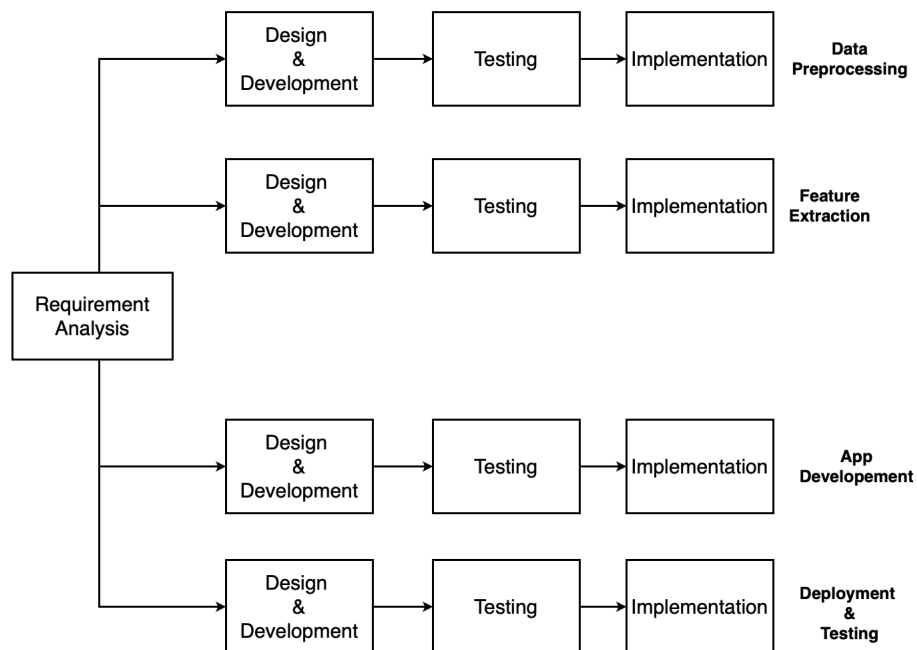 Design
&
Development
Testing
Implementation
Data
Preprocessing
Design
&
Development
Testing
Implementation
Feature
Extraction
Requirement
Analysis
Design
&
Development
Testing
Implementation
App
Developement
Design
&
Development
Testing
Implementation
Deployment
&
Testing